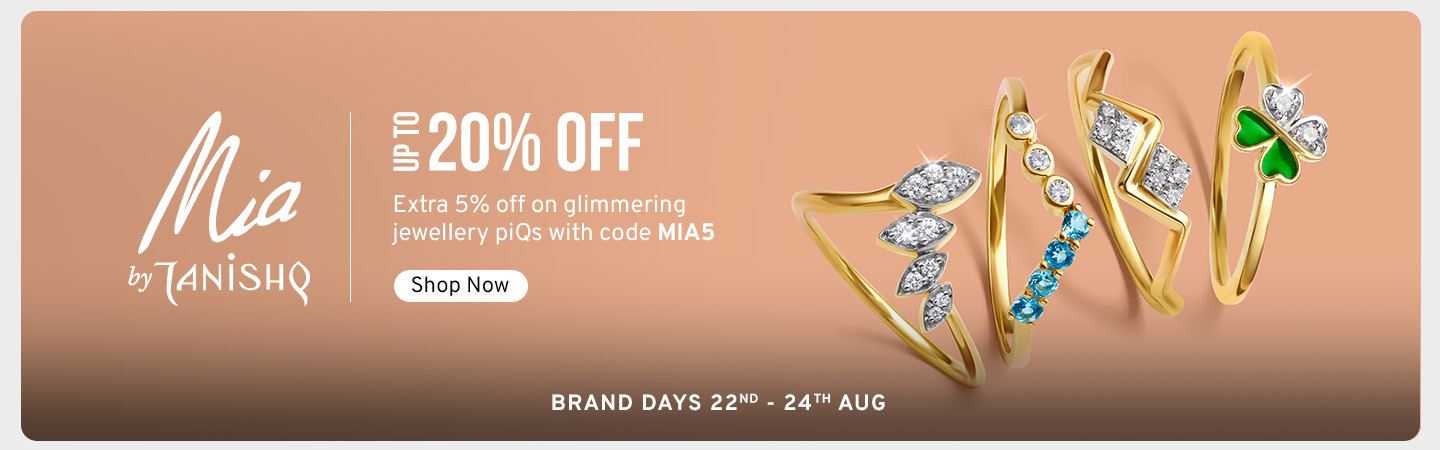 Mia
by TANiSHQ
UP TO
20% OFF
Extra 5% off on glimmering
jewellery piQs with code MIA5
Shop Now
BRAND DAYS 22ND - 24TH AUG